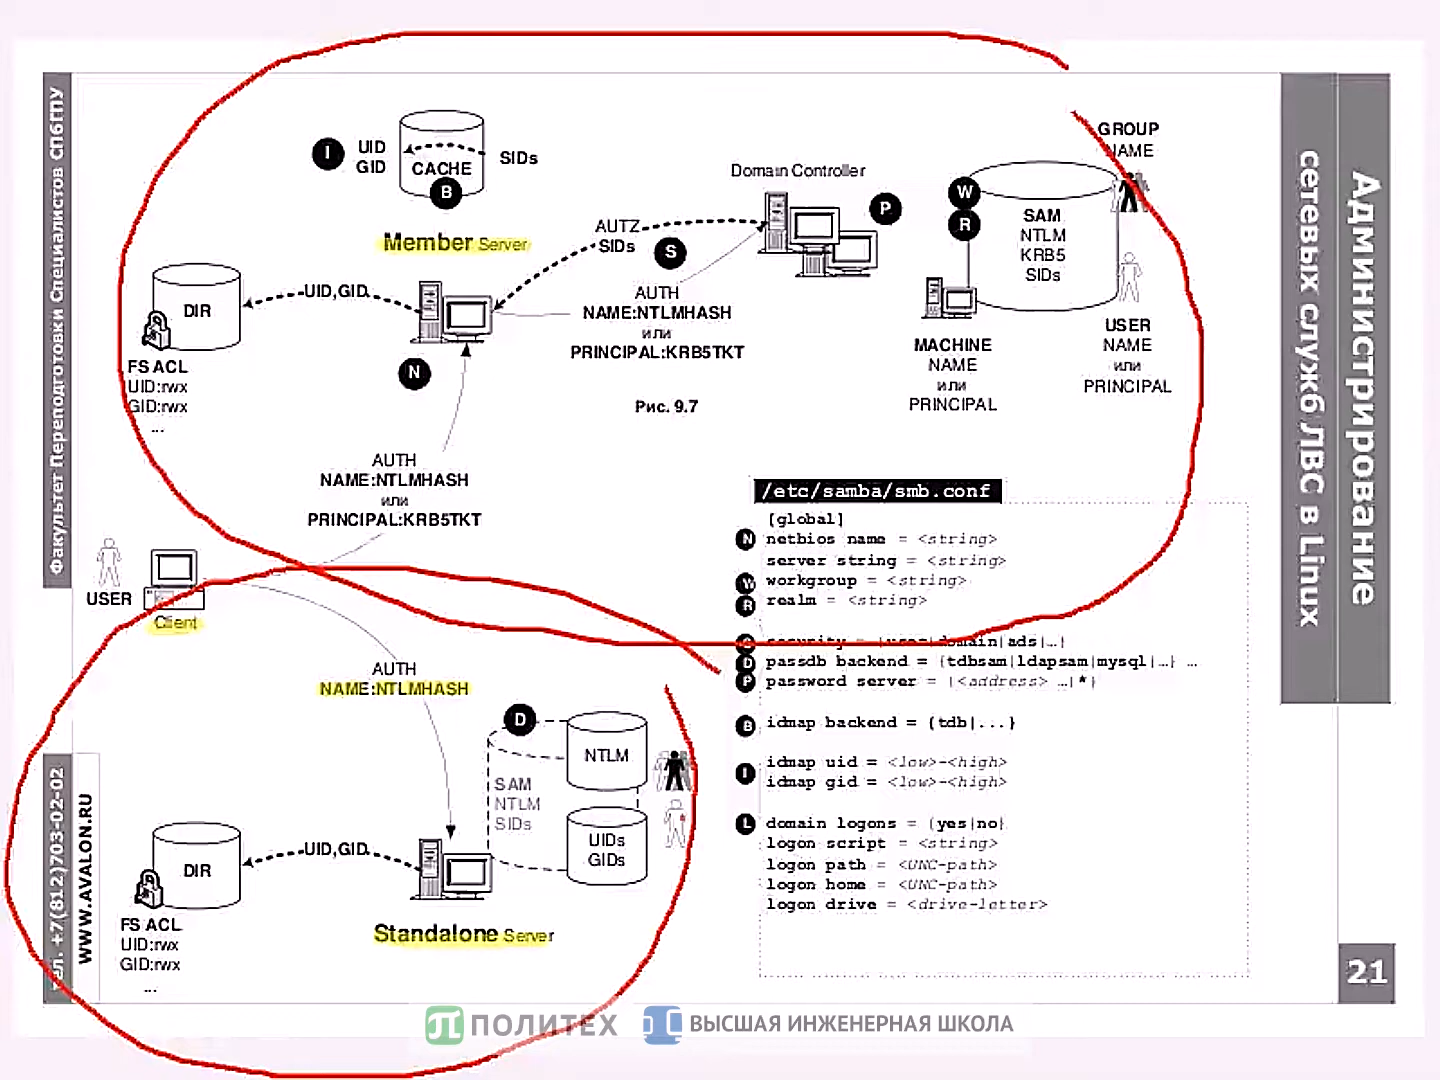 Факультет Переподготовки Специалистов СПбГПУ
тел. +7(812)703-02-02
WWW.AVALON.RU
Администрирование
сетевых служб ЛВС в Linux
21
I
UID
GID
CACHE
B
SIDs
Member Server
DIR
UID,GID
FS ACL
UID:rwx
GID:rwx
...
N
AUTZ
SIDs
S
AUTH
NAME:NTLMHASH
или
PRINCIPAL:KRB5TKT
Рис. 9.7
Domain Controller
P
W
R
SAM
NTLM
KRB5
SIDs
GROUP
NAME
MACHINE
NAME
или
PRINCIPAL
USER
NAME
или
PRINCIPAL
AUTH
NAME:NTLMHASH
или
PRINCIPAL:KRB5TKT
USER
Client
AUTH
NAME:NTLMHASH
D
NTLM
SAM
NTLM
SIDs
UIDs
GIDs
DIR
UID,GID
FS ACL
UID:rwx
GID:rwx
...
Standalone Server
/etc/samba/smb.conf
[global]
N netbios name = <string>
server string = <string>
W workgroup = <string>
R realm = <string>
S security = {user|domain|ads|…}
D passdb backend = {tdbsam|ldapsam|mysql|…} …
P password server = {<address> …|*}
B idmap backend = {tdb|...}
I idmap uid = <low>-<high>
idmap gid = <low>-<high>
L domain logons = {yes|no}
logon script = <string>
logon path = <UNC-path>
logon home = <UNC-path>
logon drive = <drive-letter>
ПОЛИТЕХ
ВЫСШАЯ ИНЖЕНЕРНАЯ ШКОЛА